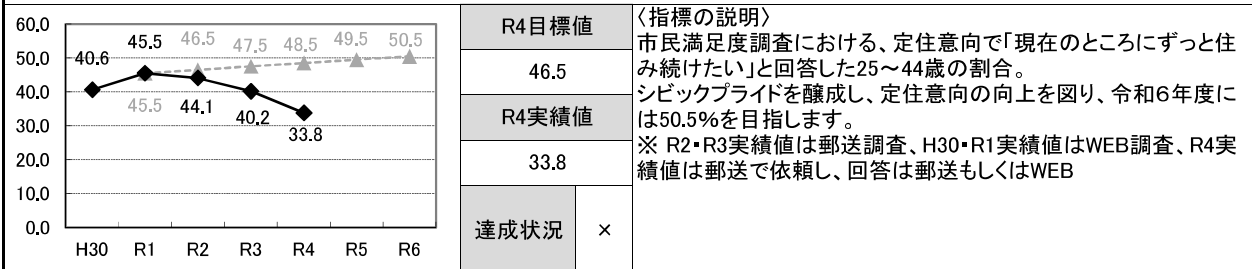 60.0
50.0
40.0
30.0
20.0
10.0
0.0
40.6
45.5
46.5
47.5
48.5
49.5
50.5
45.5
44.1
40.2
33.8
H30 R1 R2 R3 R4 R5 R6
R4目標値
46.5
R4実績値
33.8
達成状況 ×
〈指標の説明〉
市民満足度調査における、定住意向で「現在のところにずっと住
み続けたい」と回答した25～44歳の割合。
シビックプライドを醸成し、定住意向の向上を図り、令和6年度に
は50.5%を目指します。
※ R2・R3実績値は郵送調査、H30・R1実績値はWEB調査、R4実
績値は郵送で依頼し、回答は郵送もしくはWEB